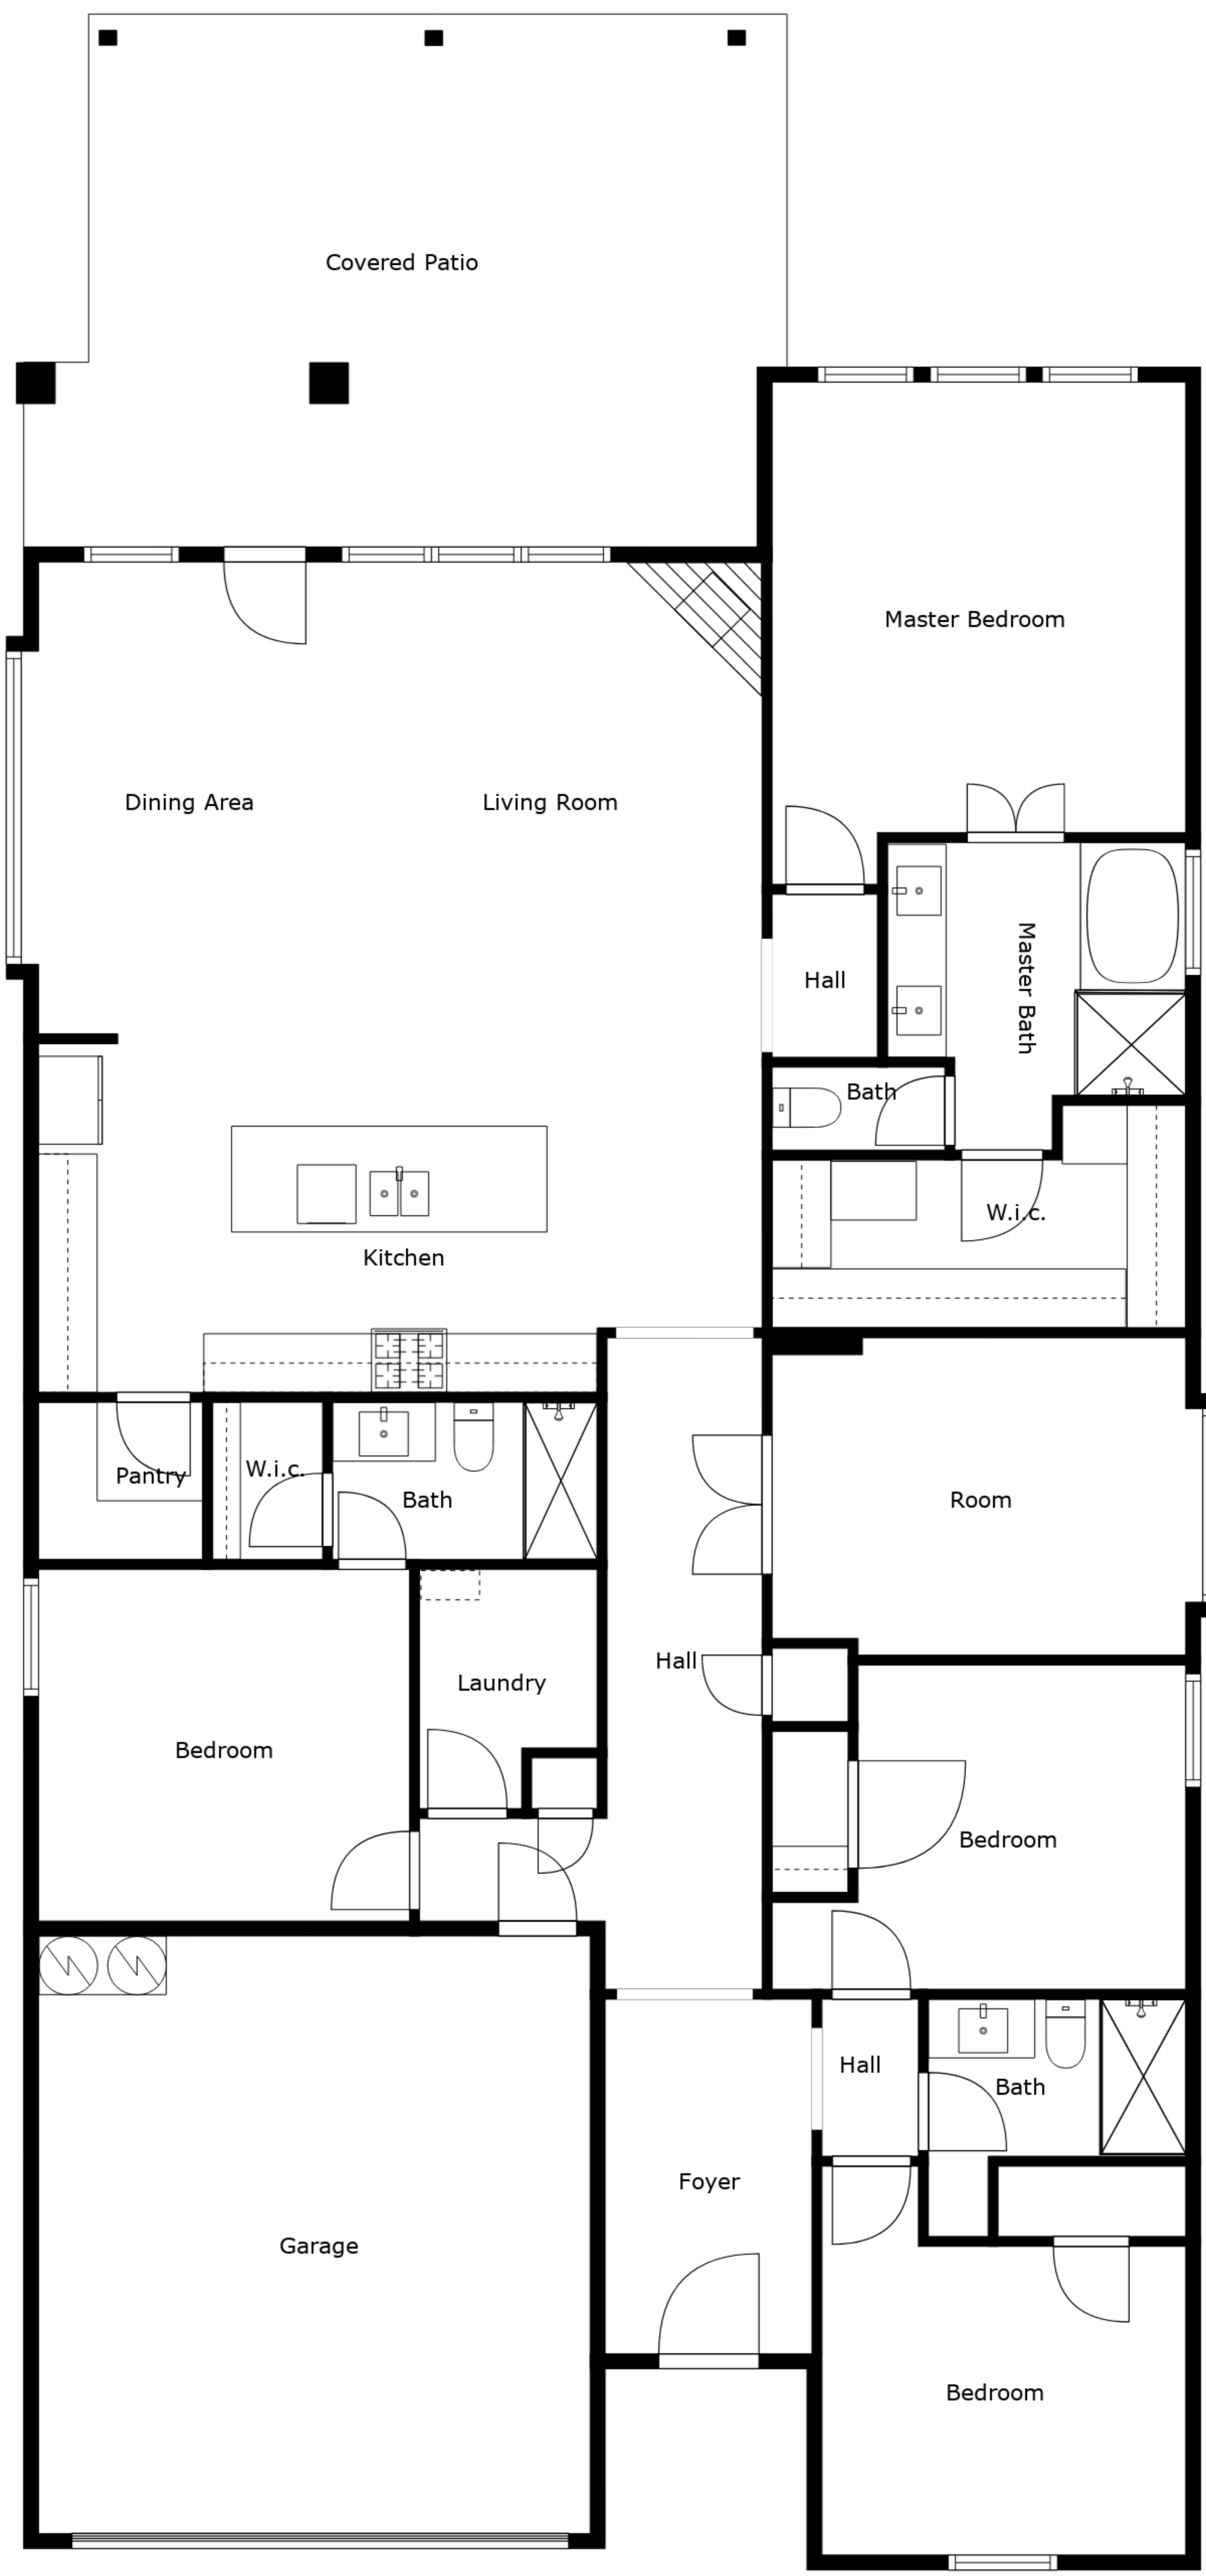 Covered Patio
Master Bedroom
Dining Area
Living Room
Master Bath
Hall
Bath
W.i.c.
Kitchen
Pantry
W.i.c.
Bath
Room
Hall
Laundry
Bedroom
Bedroom
Hall
Bath
Foyer
Garage
Bedroom